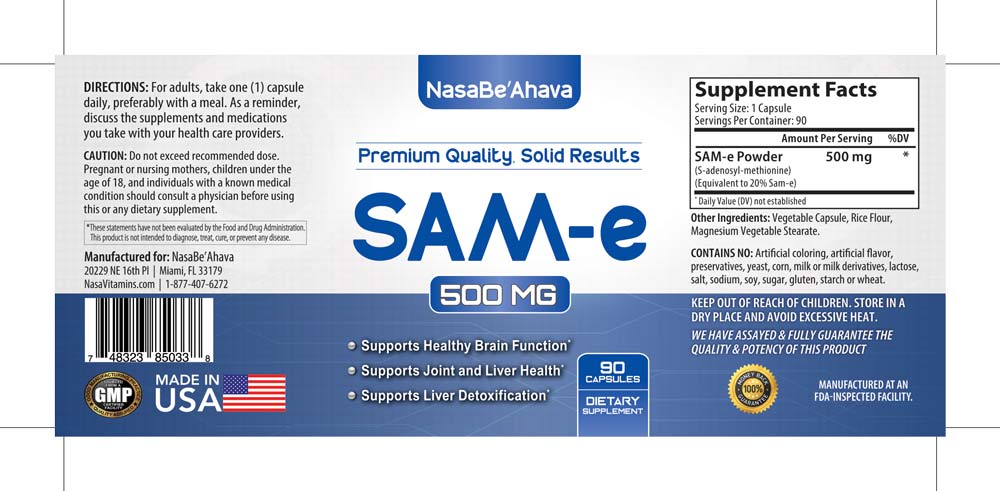 DIRECTIONS: For adults, take one (1) capsule
daily, preferably with a meal. As a reminder,
discuss the supplements and medications
you take with your health care providers.
CAUTION: Do not exceed recommended dose.
Pregnant or nursing mothers, children under the
age of 18, and individuals with a known medical
condition should consult a physician before using
this or any dietary supplement.
*These statements have not been evaluated by the Food and Drug Administration.
This product is not intended to diagnose, treat, cure, or prevent any disease.
Manufactured for: NasaBe'Ahava
20229 NE 16th Pl | Miami, FL 33179
NasaVitamins.com | 1-877-407-6272
7 48323 85033 8
GMP
MADE IN
USA
NasaBe'Ahava
Premium Quality, Solid Results
SAM-e
500 MG
Supports Healthy Brain Function*
Supports Joint and Liver Health*
Supports Liver Detoxification*
90
CAPSULES
DIETARY
SUPPLEMENT
Supplement Facts
Serving Size: 1 Capsule
Servings Per Container: 90
Amount Per Serving %DV
SAM-e Powder 500 mg *
(S-adenosyl-methionine)
(Equivalent to 20% Sam-e)
* Daily Value (DV) not established
Other Ingredients: Vegetable Capsule, Rice Flour,
Magnesium Vegetable Stearate.
CONTAINS NO: Artificial coloring, artificial flavor,
preservatives, yeast, corn, milk or milk derivatives, lactose,
salt, sodium, soy, sugar, gluten, starch or wheat.
KEEP OUT OF REACH OF CHILDREN. STORE IN A
DRY PLACE AND AVOID EXCESSIVE HEAT.
WE HAVE ASSAYED & FULLY GUARANTEE THE
QUALITY & POTENCY OF THIS PRODUCT
MONEY BACK
100%
GUARANTEE
MANUFACTURED AT AN
FDA-INSPECTED FACILITY.